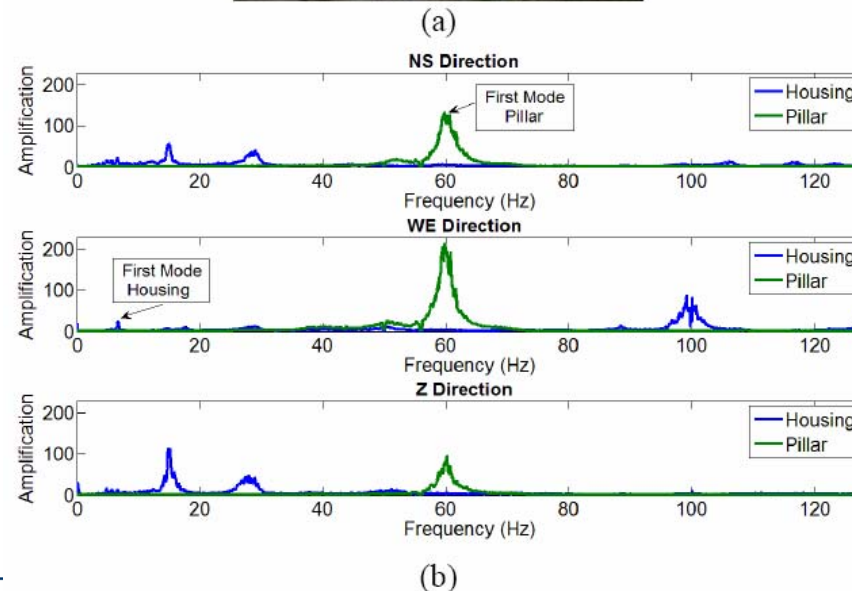 (a)
NS Direction
Amplification
200
100
0
First Mode
Pillar
Housing
Pillar
0 20 40 60 80 100 120
Frequency (Hz)
WE Direction
Amplification
200
100
0
First Mode
Housing
Housing
Pillar
0 20 40 60 80 100 120
Frequency (Hz)
Z Direction
Amplification
200
100
0
Housing
Pillar
0 20 40 60 80 100 120
Frequency (Hz)
(b)